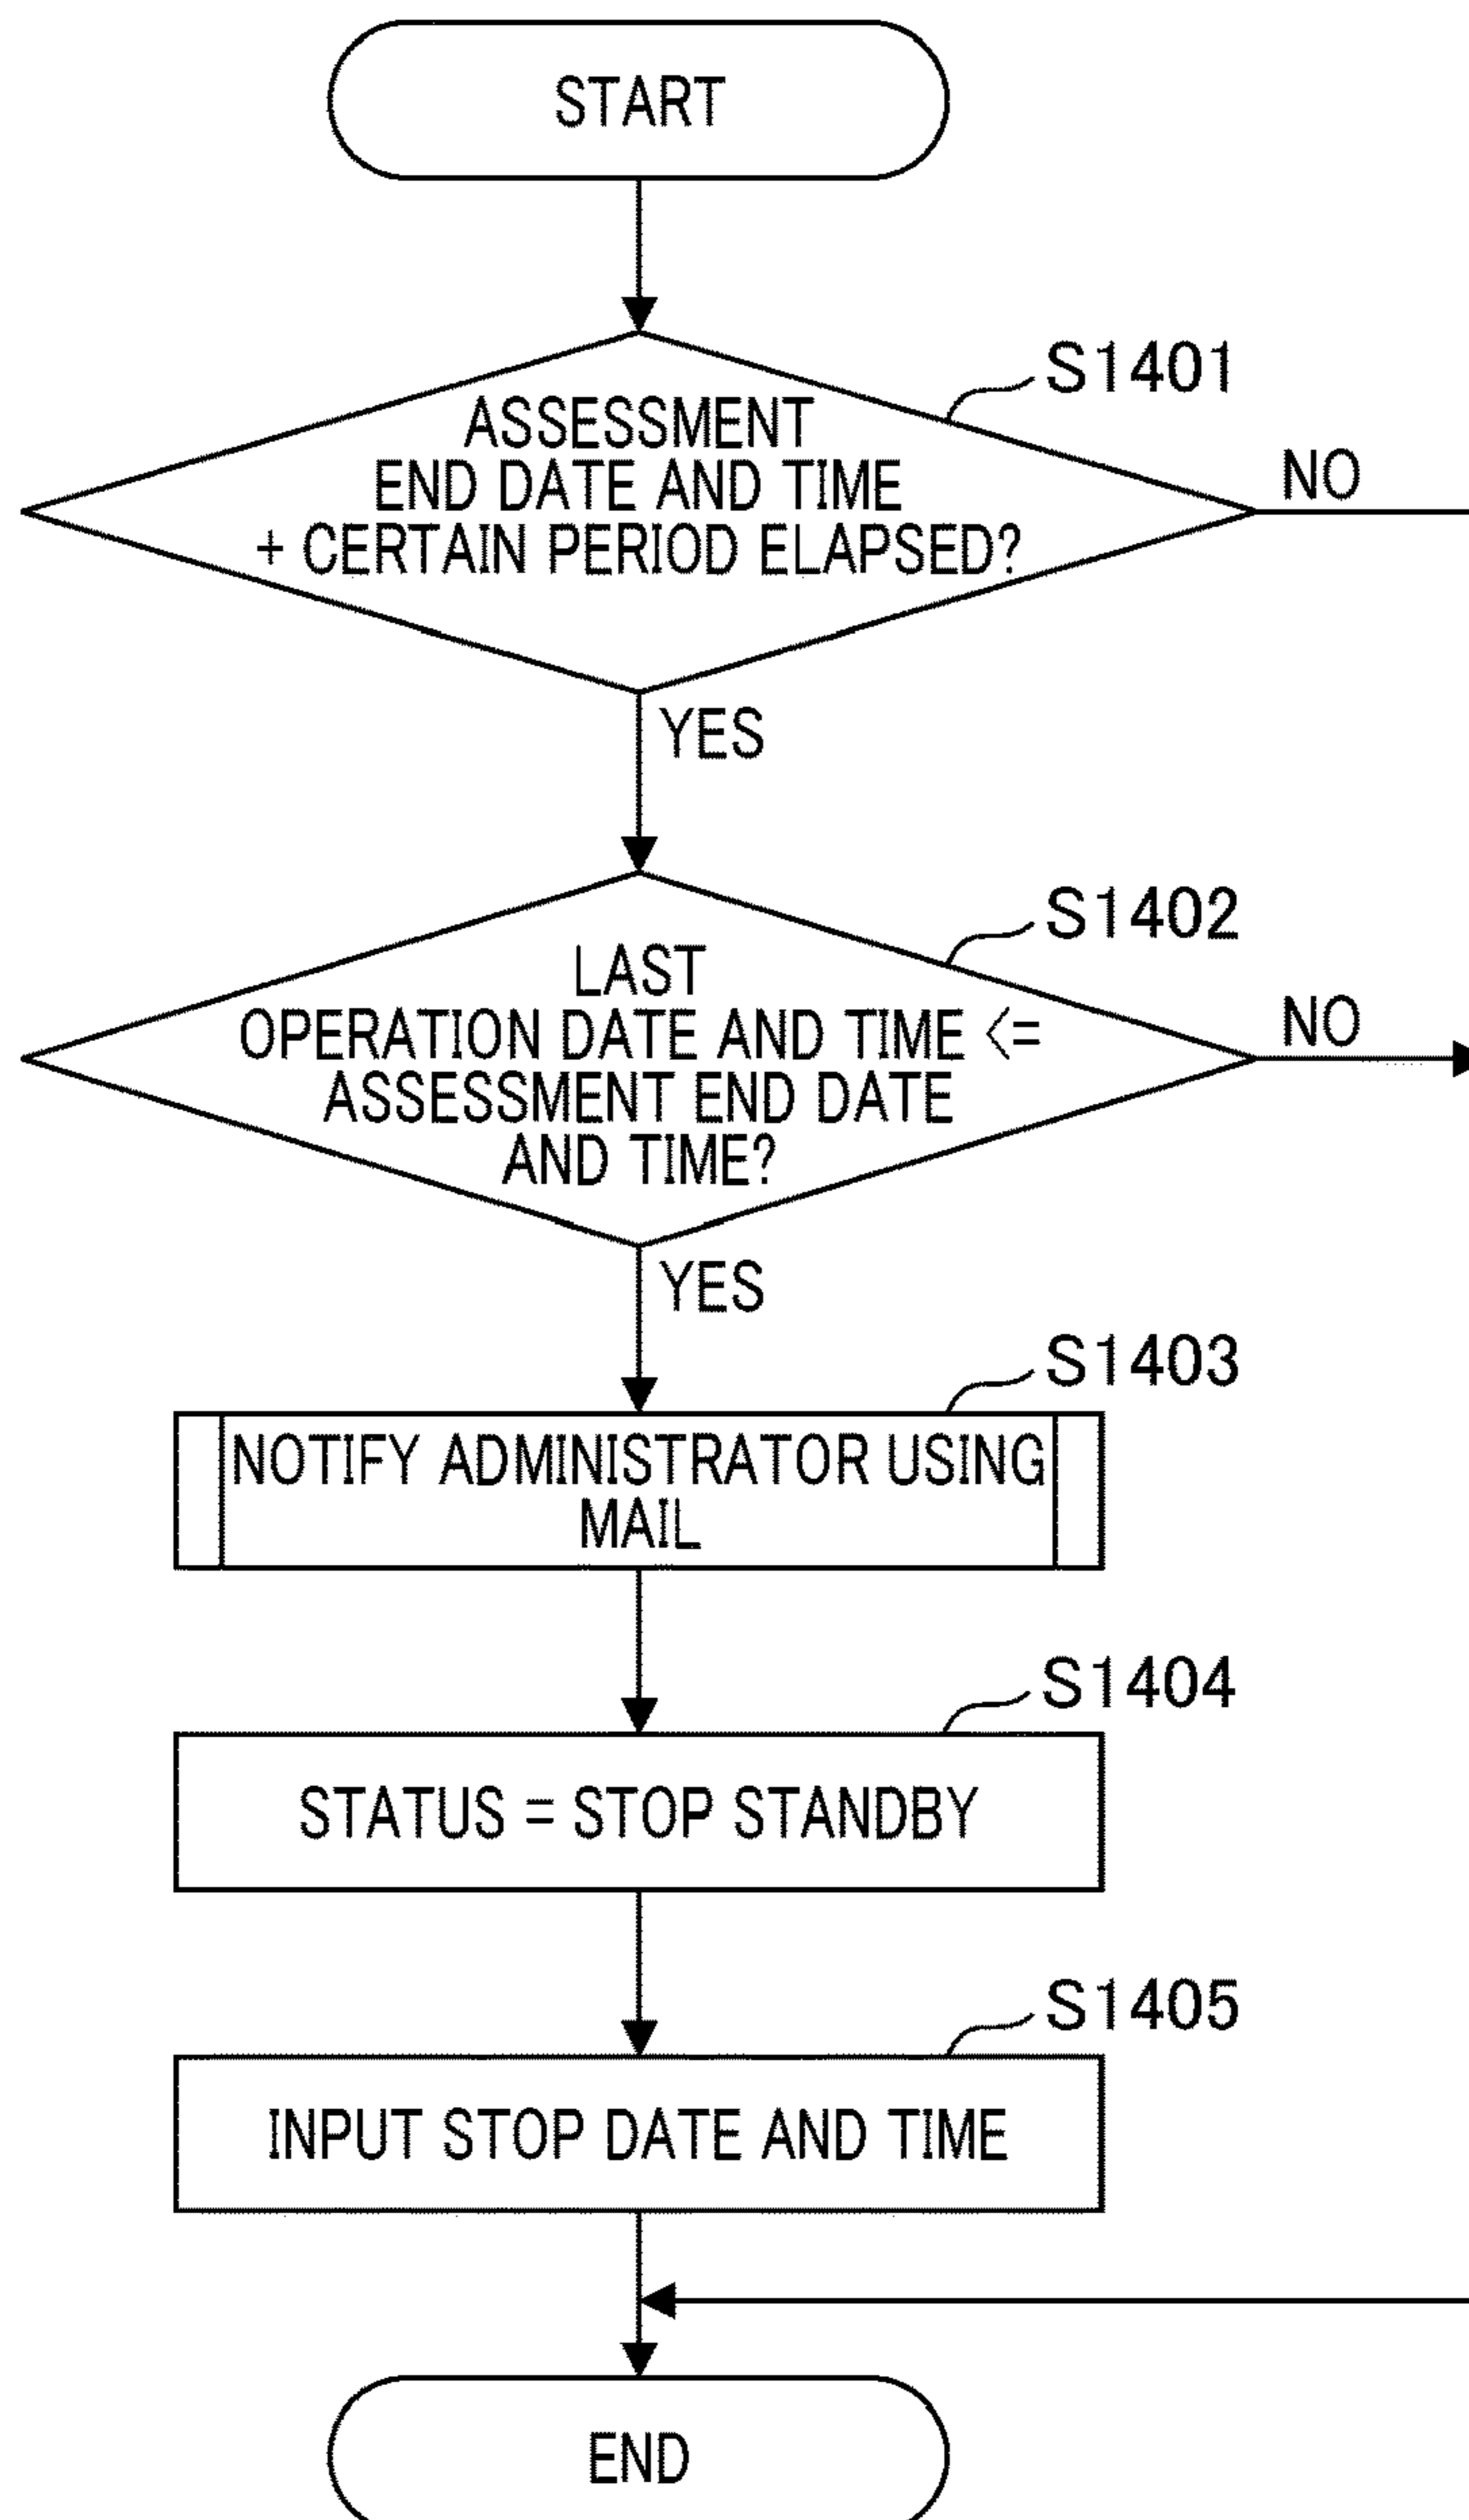 START
S1401
ASSESSMENT
END DATE AND TIME
+ CERTAIN PERIOD ELAPSED?
NO
YES
S1402
LAST
OPERATION DATE AND TIME <=
ASSESSMENT END DATE
AND TIME?
NO
YES
S1403
NOTIFY ADMINISTRATOR USING
MAIL
S1404
STATUS = STOP STANDBY
S1405
INPUT STOP DATE AND TIME
END